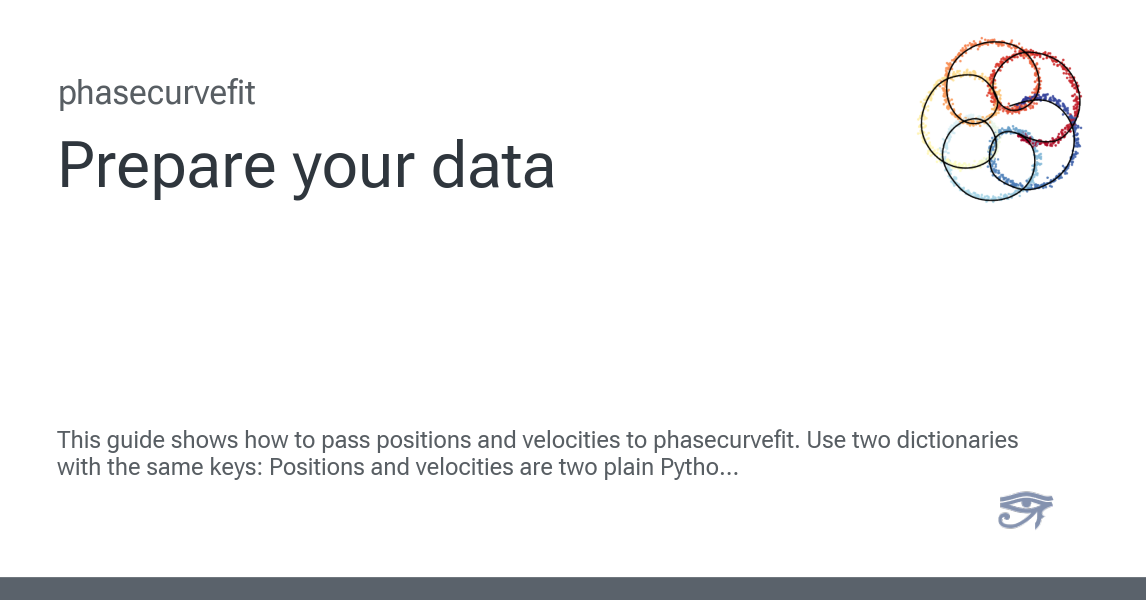 phasecurvefit
Prepare your data
This guide shows how to pass positions and velocities to phasecurvefit. Use two dictionaries
with the same keys: Positions and velocities are two plain Pytho...